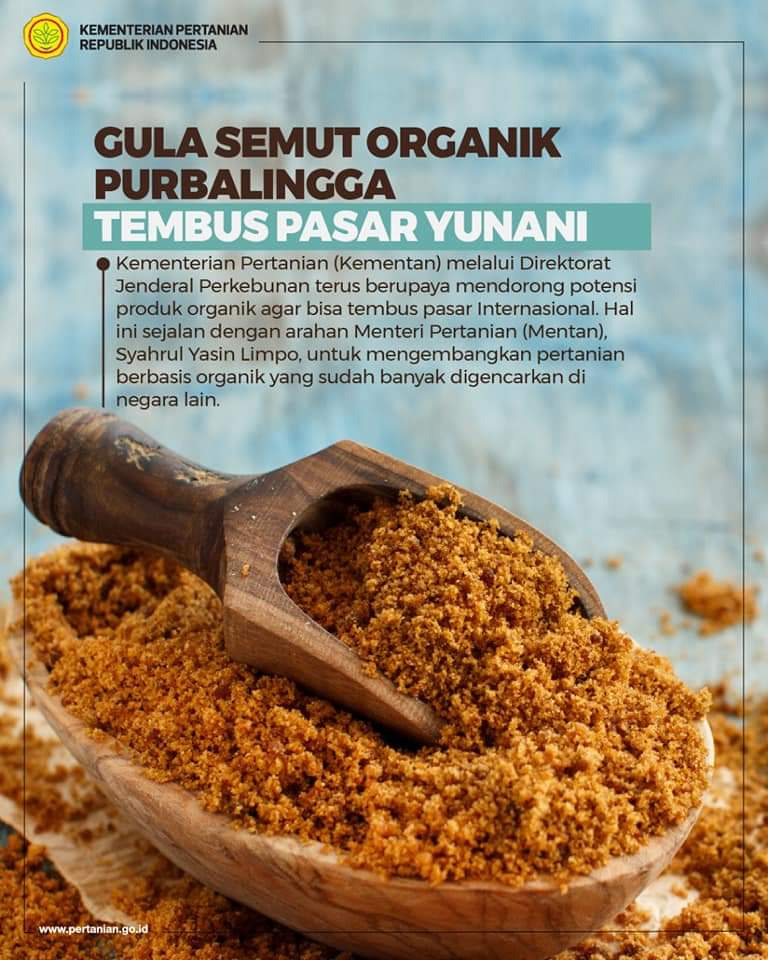 KEMENTERIAN PERTANIAN
REPUBLIK INDONESIA
GULA SEMUT ORGANIK
PURBALINGGA
TEMBUS PASAR YUNANI
Kementerian Pertanian (Kementan) melalui Direktorat
Jenderal Perkebunan terus berupaya mendorong potensi
produk organik agar bisa tembus pasar Internasional. Hal
ini sejalan dengan arahan Menteri Pertanian (Mentan),
Syahrul Yasin Limpo, untuk mengembangkan pertanian
berbasis organik yang sudah banyak digencarkan di
negara lain.
www.pertanian.go.id